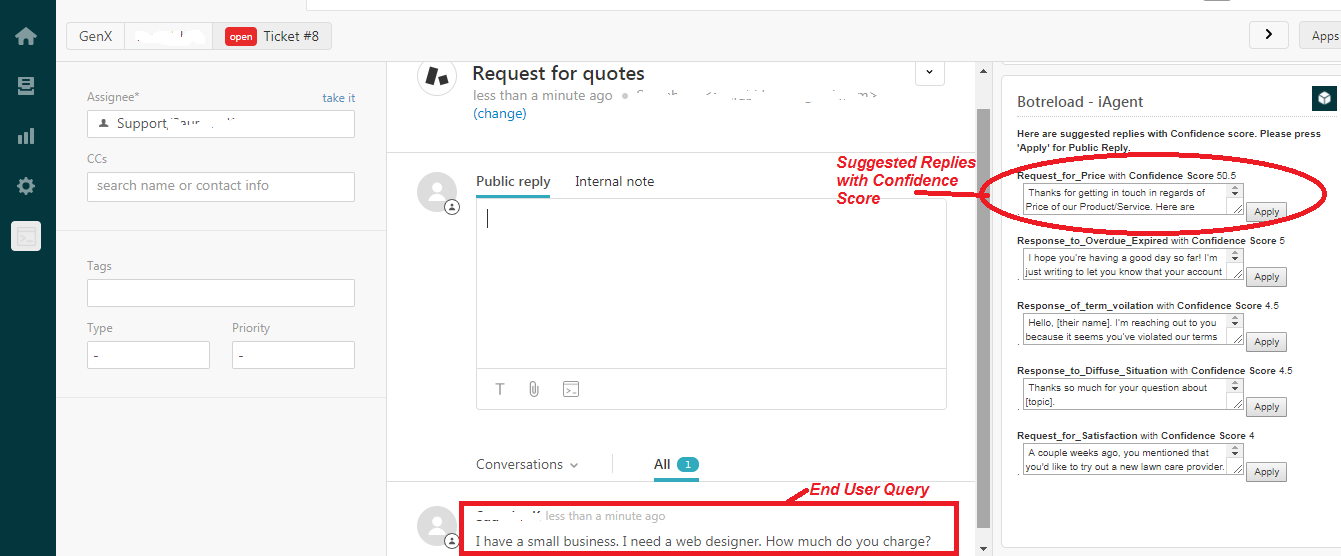 GenX
open Ticket #8
Apps
Assignee*
take it
Support
CCs
search name or contact info
Tags
Type
Priority
-
-
Request for quotes
less than a minute ago
(change)
Public reply
Internal note
T
Conversations
All 1
less than a minute ago
I have a small business. I need a web designer. How much do you charge?
End User Query
Suggested Replies
with Confidence
Score
Botreload - iAgent
Here are suggested replies with Confidence score. Please press
'Apply' for Public Reply.
Request_for_Price with Confidence Score 50.5
Thanks for getting in touch in regards of
Price of our Product/Service. Here are
Apply
Response_to_Overdue_Expired with Confidence Score 5
I hope you're having a good day so far! I'm
just writing to let you know that your account
Apply
Response_of_term_voilation with Confidence Score 4.5
Hello, [their name]. I'm reaching out to you
because it seems you've violated our terms
Apply
Response_to_Diffuse_Situation with Confidence Score 4.5
Thanks so much for your question about
[topic].
Apply
Request_for_Satisfaction with Confidence Score 4
A couple weeks ago, you mentioned that
you'd like to try out a new lawn care provider.
Apply